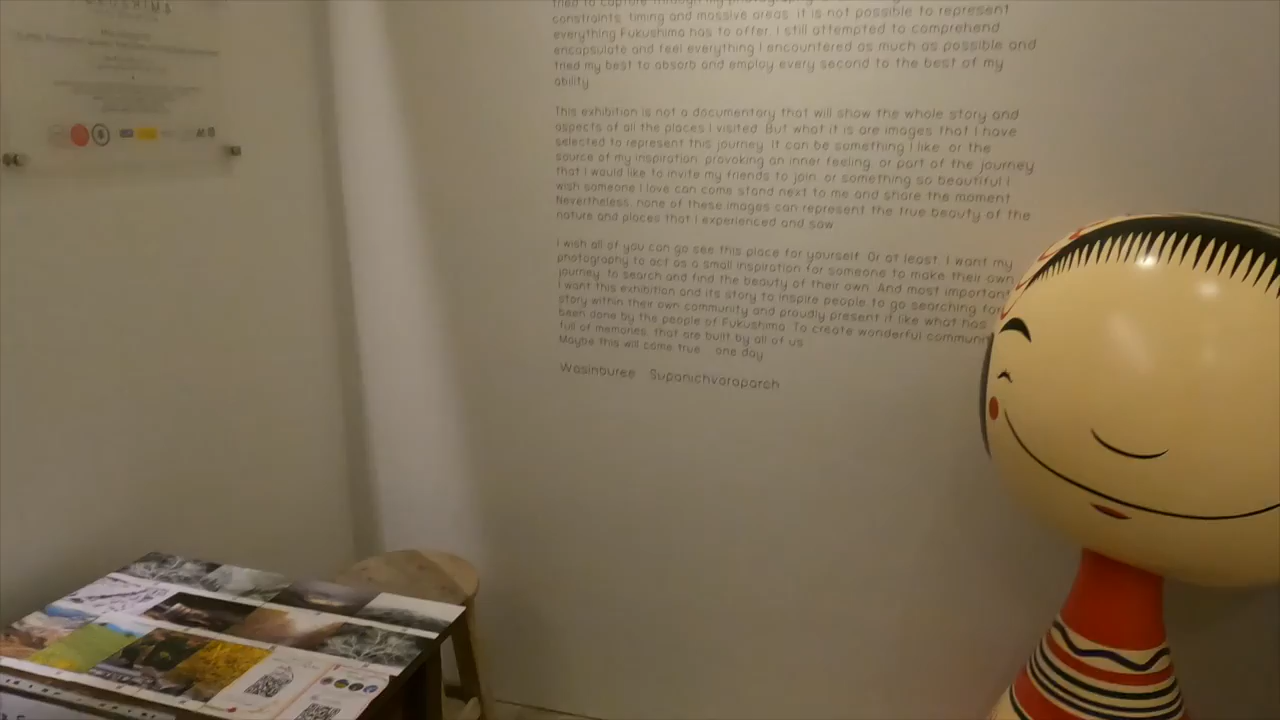 tried to capture through my
constraints, timing and massive areas, it is not possible to represent
everything Fukushima has to offer, I still attempted to comprehend
encapsulate and feel everything I encountered as much as possible and
tried my best to absorb and employ every second to the best of my
ability.
This exhibition is not a documentary that will show the whole story and
aspects of all the places I visited. But what it is are images that I have
selected to represent this journey. It can be something I like, or the
source of my inspiration, provoking an inner feeling, or part of the journey
that I would like to invite my friends to join, or something so beautiful I
wish someone I love can come stand next to me and share the moment
Nevertheless, none of these images can represent the true beauty of the
nature and places that I experienced and saw
I wish all of you can go see this place for yourself. Or at least, I want my
photography to act as a small inspiration for someone to make their own
journey, to search and find the beauty of their own. And most important
I want this exhibition and its story to inspire people to go searching for
story within their own community and proudly present it like what has
been done by the people of Fukushima. To create wonderful communi
full of memories, that are built by all of us
Maybe this will come true... one day
Wasinburee Supanichvoraparch